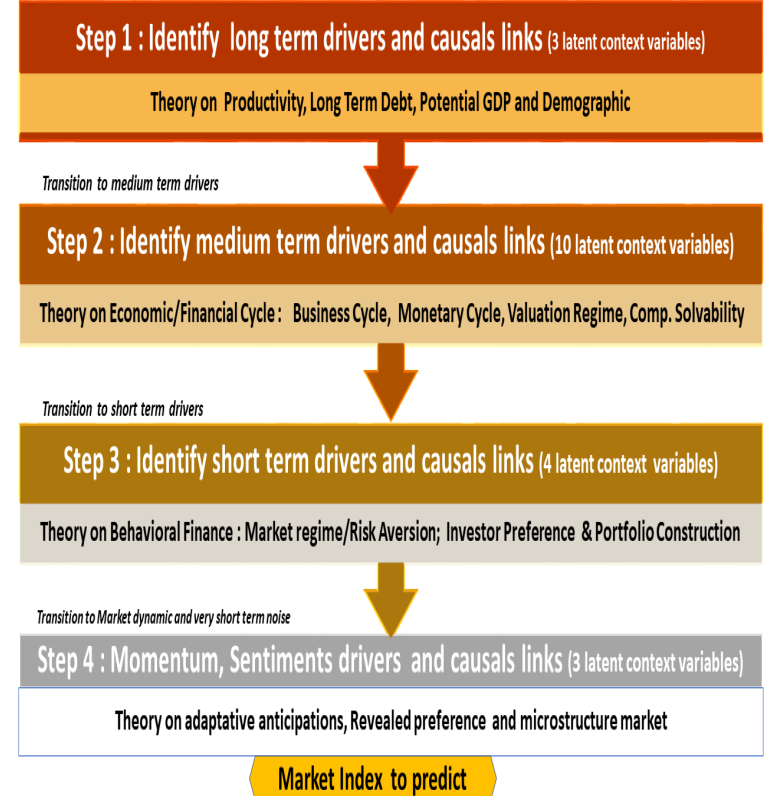 Step 1 : Identify long term drivers and causals links (3 latent context variables)
Theory on Productivity, Long Term Debt, Potential GDP and Demographic
Transition to medium term drivers
Step 2 : Identify medium term drivers and causals links (10 latent context variables)
Theory on Economic/Financial Cycle : Business Cycle, Monetary Cycle, Valuation Regime, Comp. Solvability
Transition to short term drivers
Step 3 : Identify short term drivers and causals links (4 latent context variables)
Theory on Behavioral Finance : Market regime/Risk Aversion; Investor Preference & Portfolio Construction
Transition to Market dynamic and very short term noise
Step 4 : Momentum, Sentiments drivers and causals links (3 latent context variables)
Theory on adaptative anticipations, Revealed preference and microstructure market
Market Index to predict